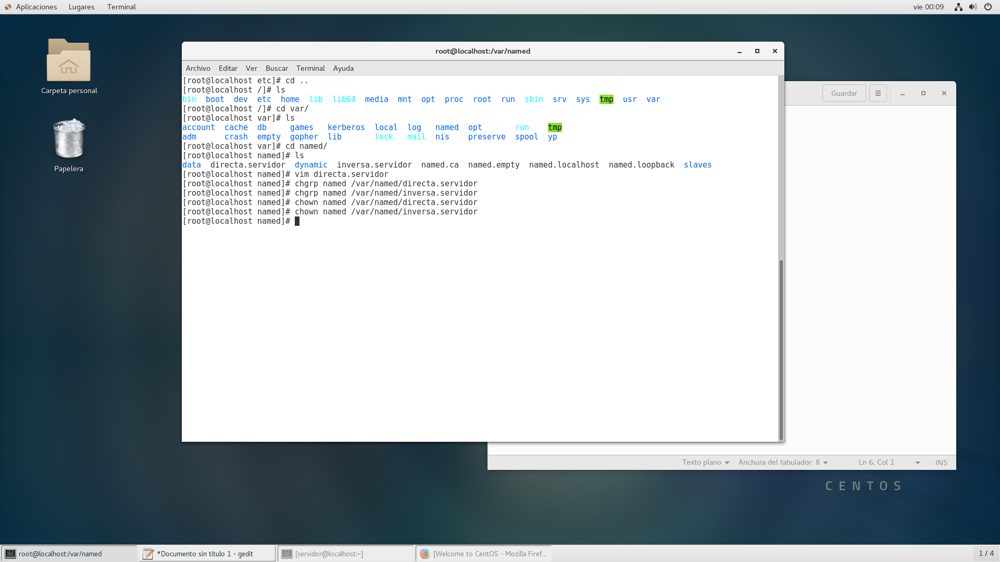 Aplicaciones Lugares Terminal vie 00:09
Carpeta personal
Papelera
root@localhost:/var/named
Archivo Editar Ver Buscar Terminal Ayuda
[root@localhost etc]# cd ..
[root@localhost /]# ls
bin boot dev etc home lib lib64 media mnt opt proc root run sbin srv sys tmp usr var
[root@localhost /]# cd var/
[root@localhost var]# ls
account cache db games kerberos local log named opt run tmp
adm crash empty gopher lib lock mail nis preserve spool yp
[root@localhost var]# cd named/
[root@localhost named]# ls
data directa.servidor dynamic inversa.servidor named.ca named.empty named.localhost named.loopback slaves
[root@localhost named]# vim directa.servidor
[root@localhost named]# chgrp named /var/named/directa.servidor
[root@localhost named]# chgrp named /var/named/inversa.servidor
[root@localhost named]# chown named /var/named/directa.servidor
[root@localhost named]# chown named /var/named/inversa.servidor
[root@localhost named]#
Guardar
Texto plano Anchura del tabulador: 8 Ln 6, Col 1 INS
CENTOS
root@localhost:/var/named *Documento sin título 1 - gedit [servidor@localhost:~] [Welcome to CentOS - Mozilla Firef... 1 / 4